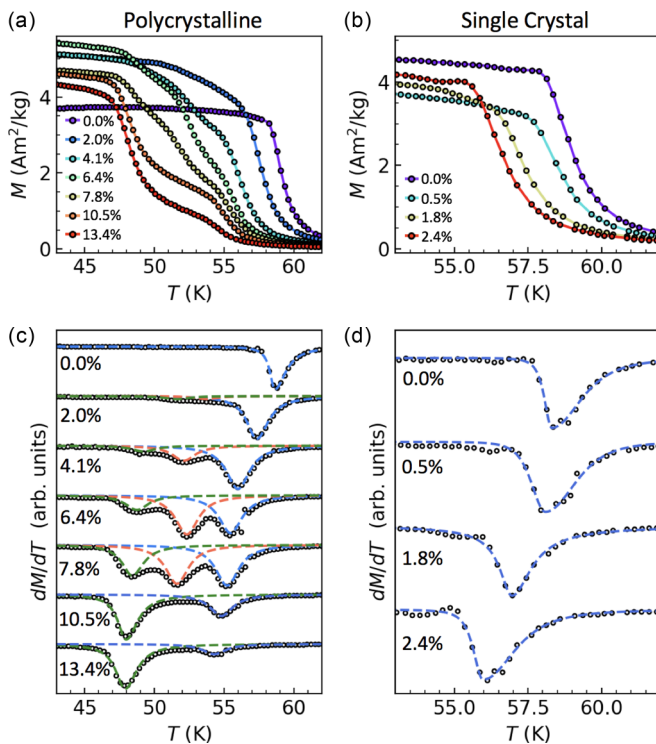 (a) Polycrystalline
M (Am²/kg)
4
2
0
0.0%
2.0%
4.1%
6.4%
7.8%
10.5%
13.4%
45 50 55 60
T (K)
(b) Single Crystal
M (Am²/kg)
4
2
0
0.0%
0.5%
1.8%
2.4%
55.0 57.5 60.0
T (K)
(c)
dM/dT (arb. units)
0.0%
2.0%
4.1%
6.4%
7.8%
10.5%
13.4%
45 50 55 60
T (K)
(d)
dM/dT (arb. units)
0.0%
0.5%
1.8%
2.4%
55.0 57.5 60.0
T (K)